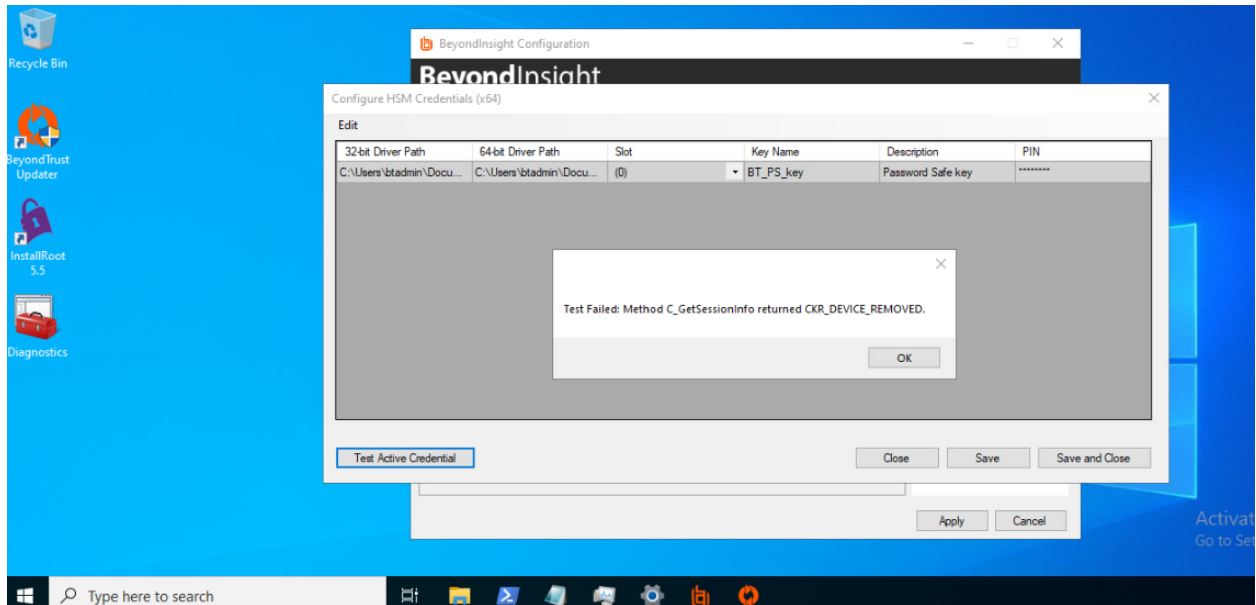 Recycle Bin
BeyondTrust
Updater
InstallRoot
5.5
Diagnostics
BeyondInsight Configuration
BeyondInsight
Configure HSM Credentials (x64)
Edit
32-bit Driver Path 64-bit Driver Path Slot Key Name Description PIN
C:\Users\btadmin\Docu... C:\Users\btadmin\Docu... (0) BT_PS_key Password Safe key ********
Test Failed: Method C_GetSessionInfo returned CKR_DEVICE_REMOVED.
OK
Test Active Credential Close Save Save and Close
Apply Cancel
Activat
Go to Set
Type here to search